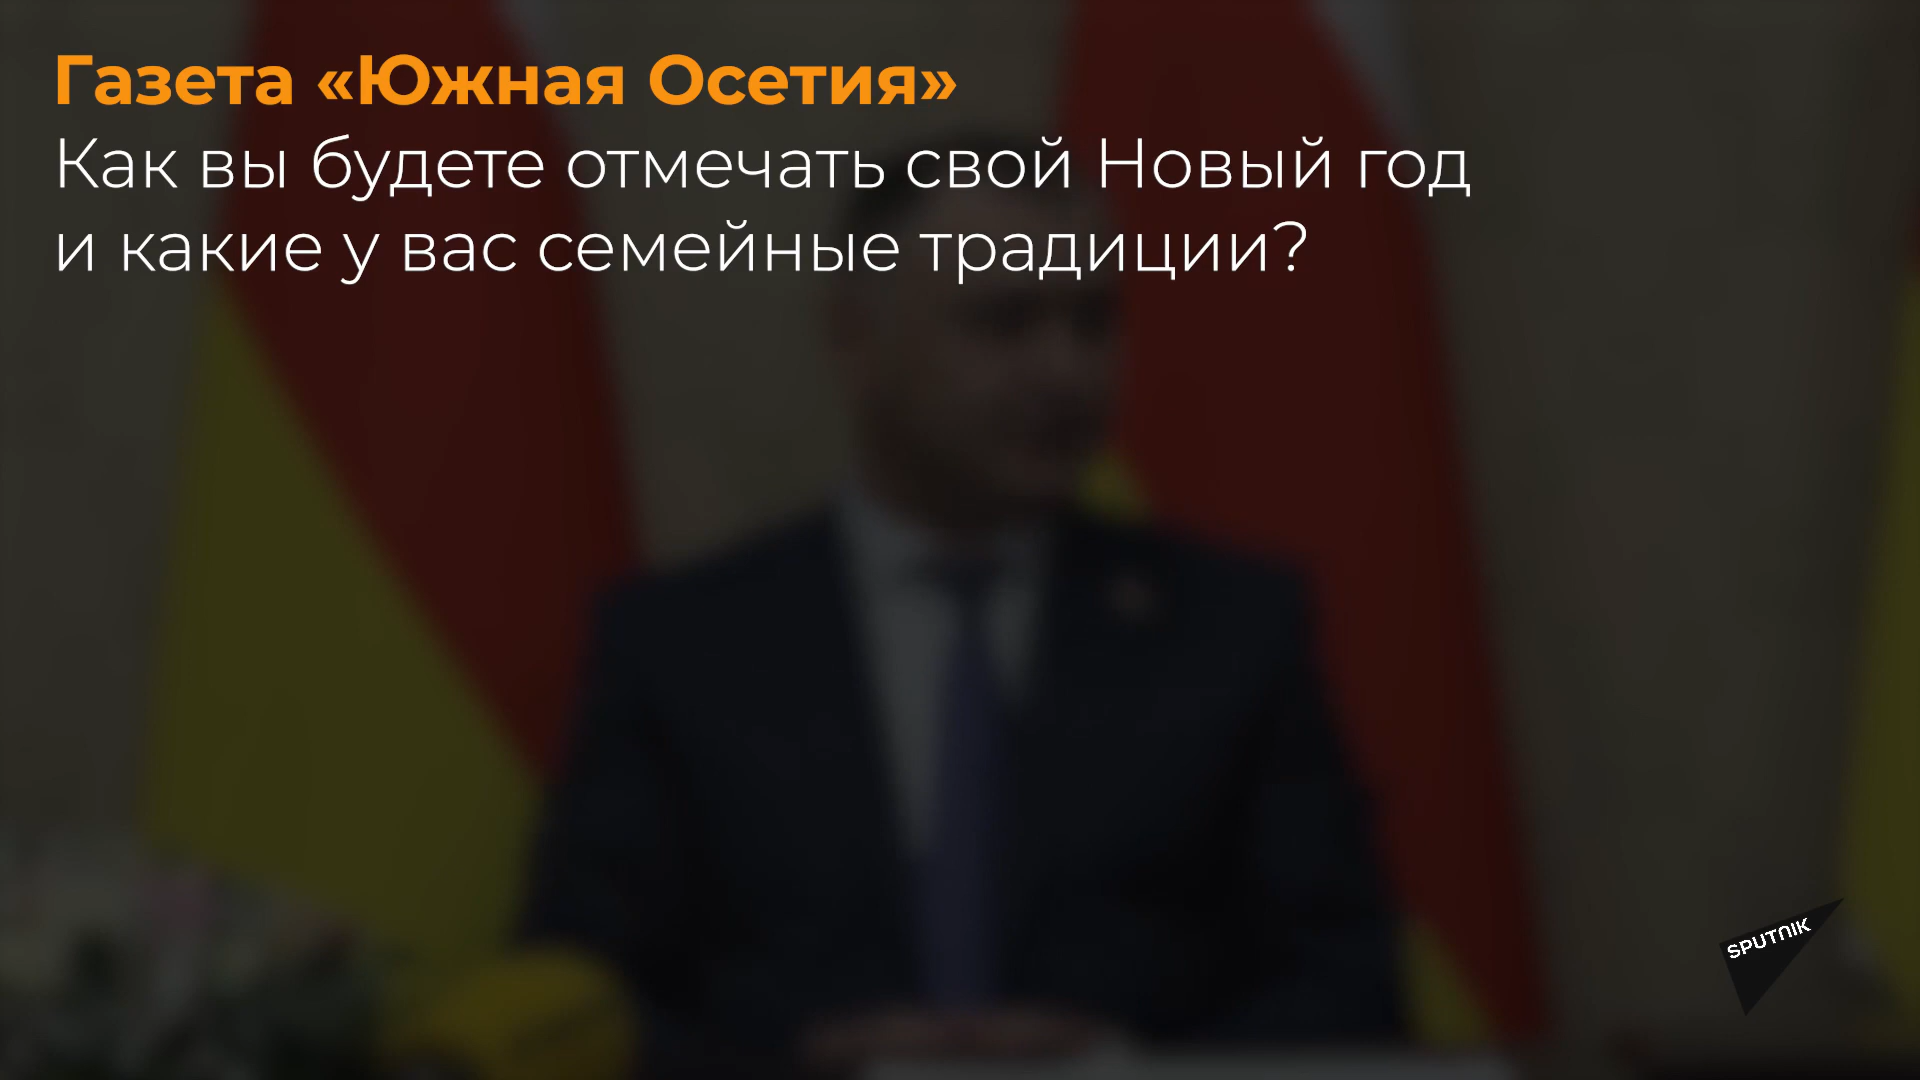 Газета «Южная Осетия»
Как вы будете отмечать свой Новый год
и какие у вас семейные традиции?
SPUTNIK